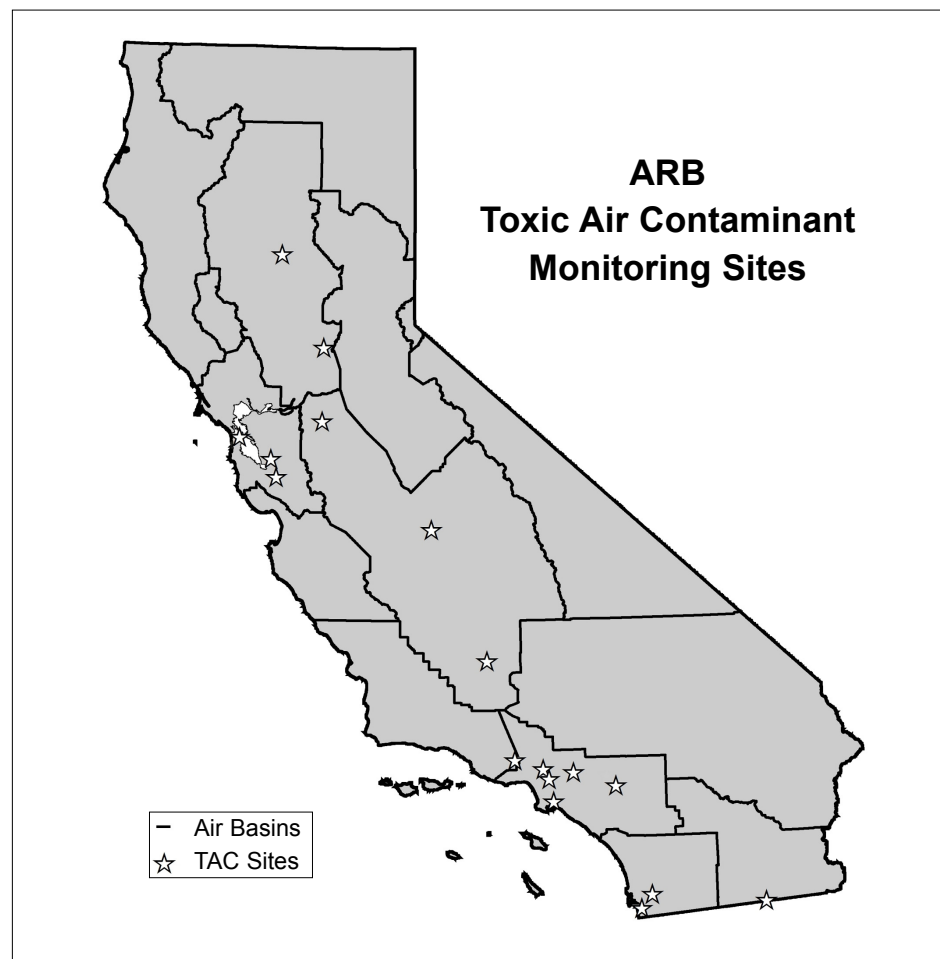 ARB
Toxic Air Contaminant
Monitoring Sites
Air Basins
TAC Sites